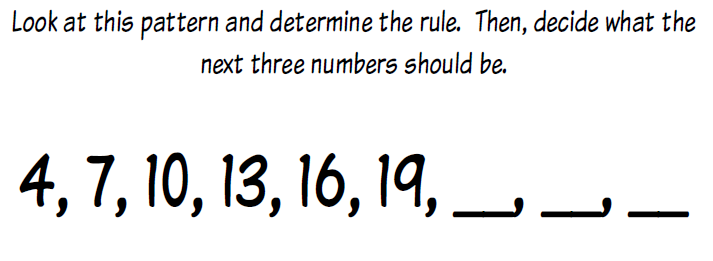 Look at this pattern and determine the rule. Then, decide what the
next three numbers should be.
4, 7, 10, 13, 16, 19, __, __, __